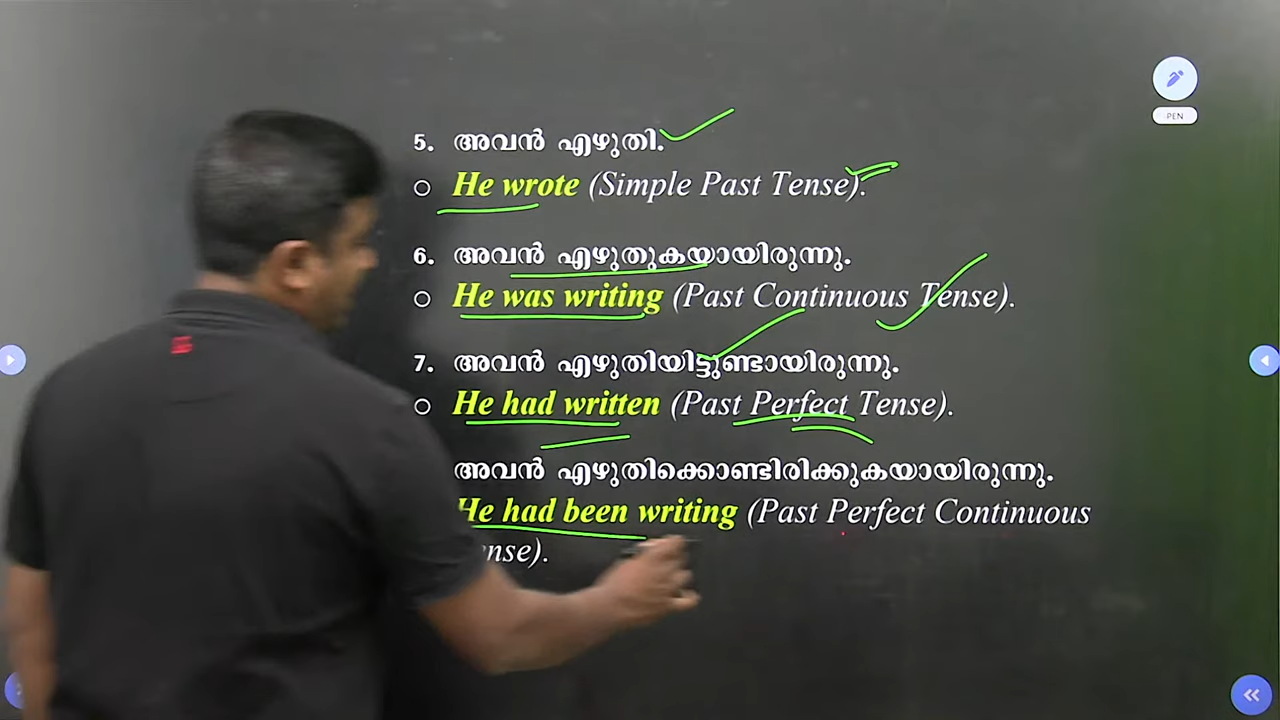 PEN
5. അവൻ എഴുതി.
He wrote (Simple Past Tense).
6. അവൻ എഴുതുകയായിരുന്നു.
He was writing (Past Continuous Tense).
7. അവൻ എഴുതിയിട്ടുണ്ടായിരുന്നു.
He had written (Past Perfect Tense).
അവൻ എഴുതിക്കൊണ്ടിരിക്കുകയായിരുന്നു.
He had been writing (Past Perfect Continuous
ense).